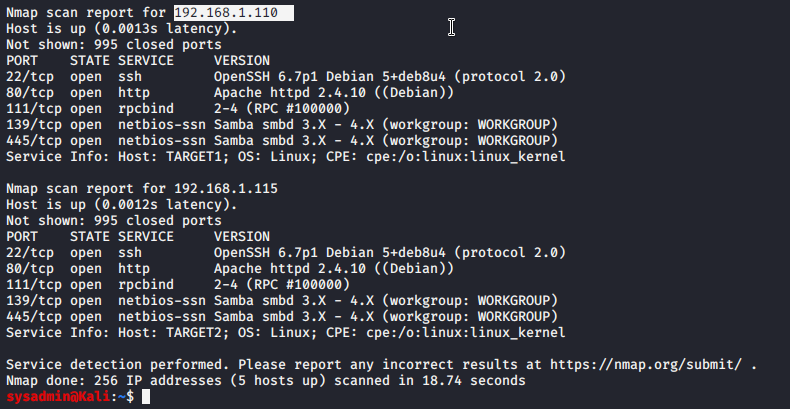 Nmap scan report for 192.168.1.110
Host is up (0.0013s latency).
Not shown: 995 closed ports
PORT    STATE SERVICE     VERSION
22/tcp  open  ssh         OpenSSH 6.7p1 Debian 5+deb8u4 (protocol 2.0)
80/tcp  open  http        Apache httpd 2.4.10 ((Debian))
111/tcp open  rpcbind     2-4 (RPC #100000)
139/tcp open  netbios-ssn Samba smbd 3.X - 4.X (workgroup: WORKGROUP)
445/tcp open  netbios-ssn Samba smbd 3.X - 4.X (workgroup: WORKGROUP)
Service Info: Host: TARGET1; OS: Linux; CPE: cpe:/o:linux:linux_kernel
Nmap scan report for 192.168.1.115
Host is up (0.0012s latency).
Not shown: 995 closed ports
PORT    STATE SERVICE     VERSION
22/tcp  open  ssh         OpenSSH 6.7p1 Debian 5+deb8u4 (protocol 2.0)
80/tcp  open  http        Apache httpd 2.4.10 ((Debian))
111/tcp open  rpcbind     2-4 (RPC #100000)
139/tcp open  netbios-ssn Samba smbd 3.X - 4.X (workgroup: WORKGROUP)
445/tcp open  netbios-ssn Samba smbd 3.X - 4.X (workgroup: WORKGROUP)
Service Info: Host: TARGET2; OS: Linux; CPE: cpe:/o:linux:linux_kernel
Service detection performed. Please report any incorrect results at https://nmap.org/submit/ .
Nmap done: 256 IP addresses (5 hosts up) scanned in 18.74 seconds
sysadmin@Kali:~$